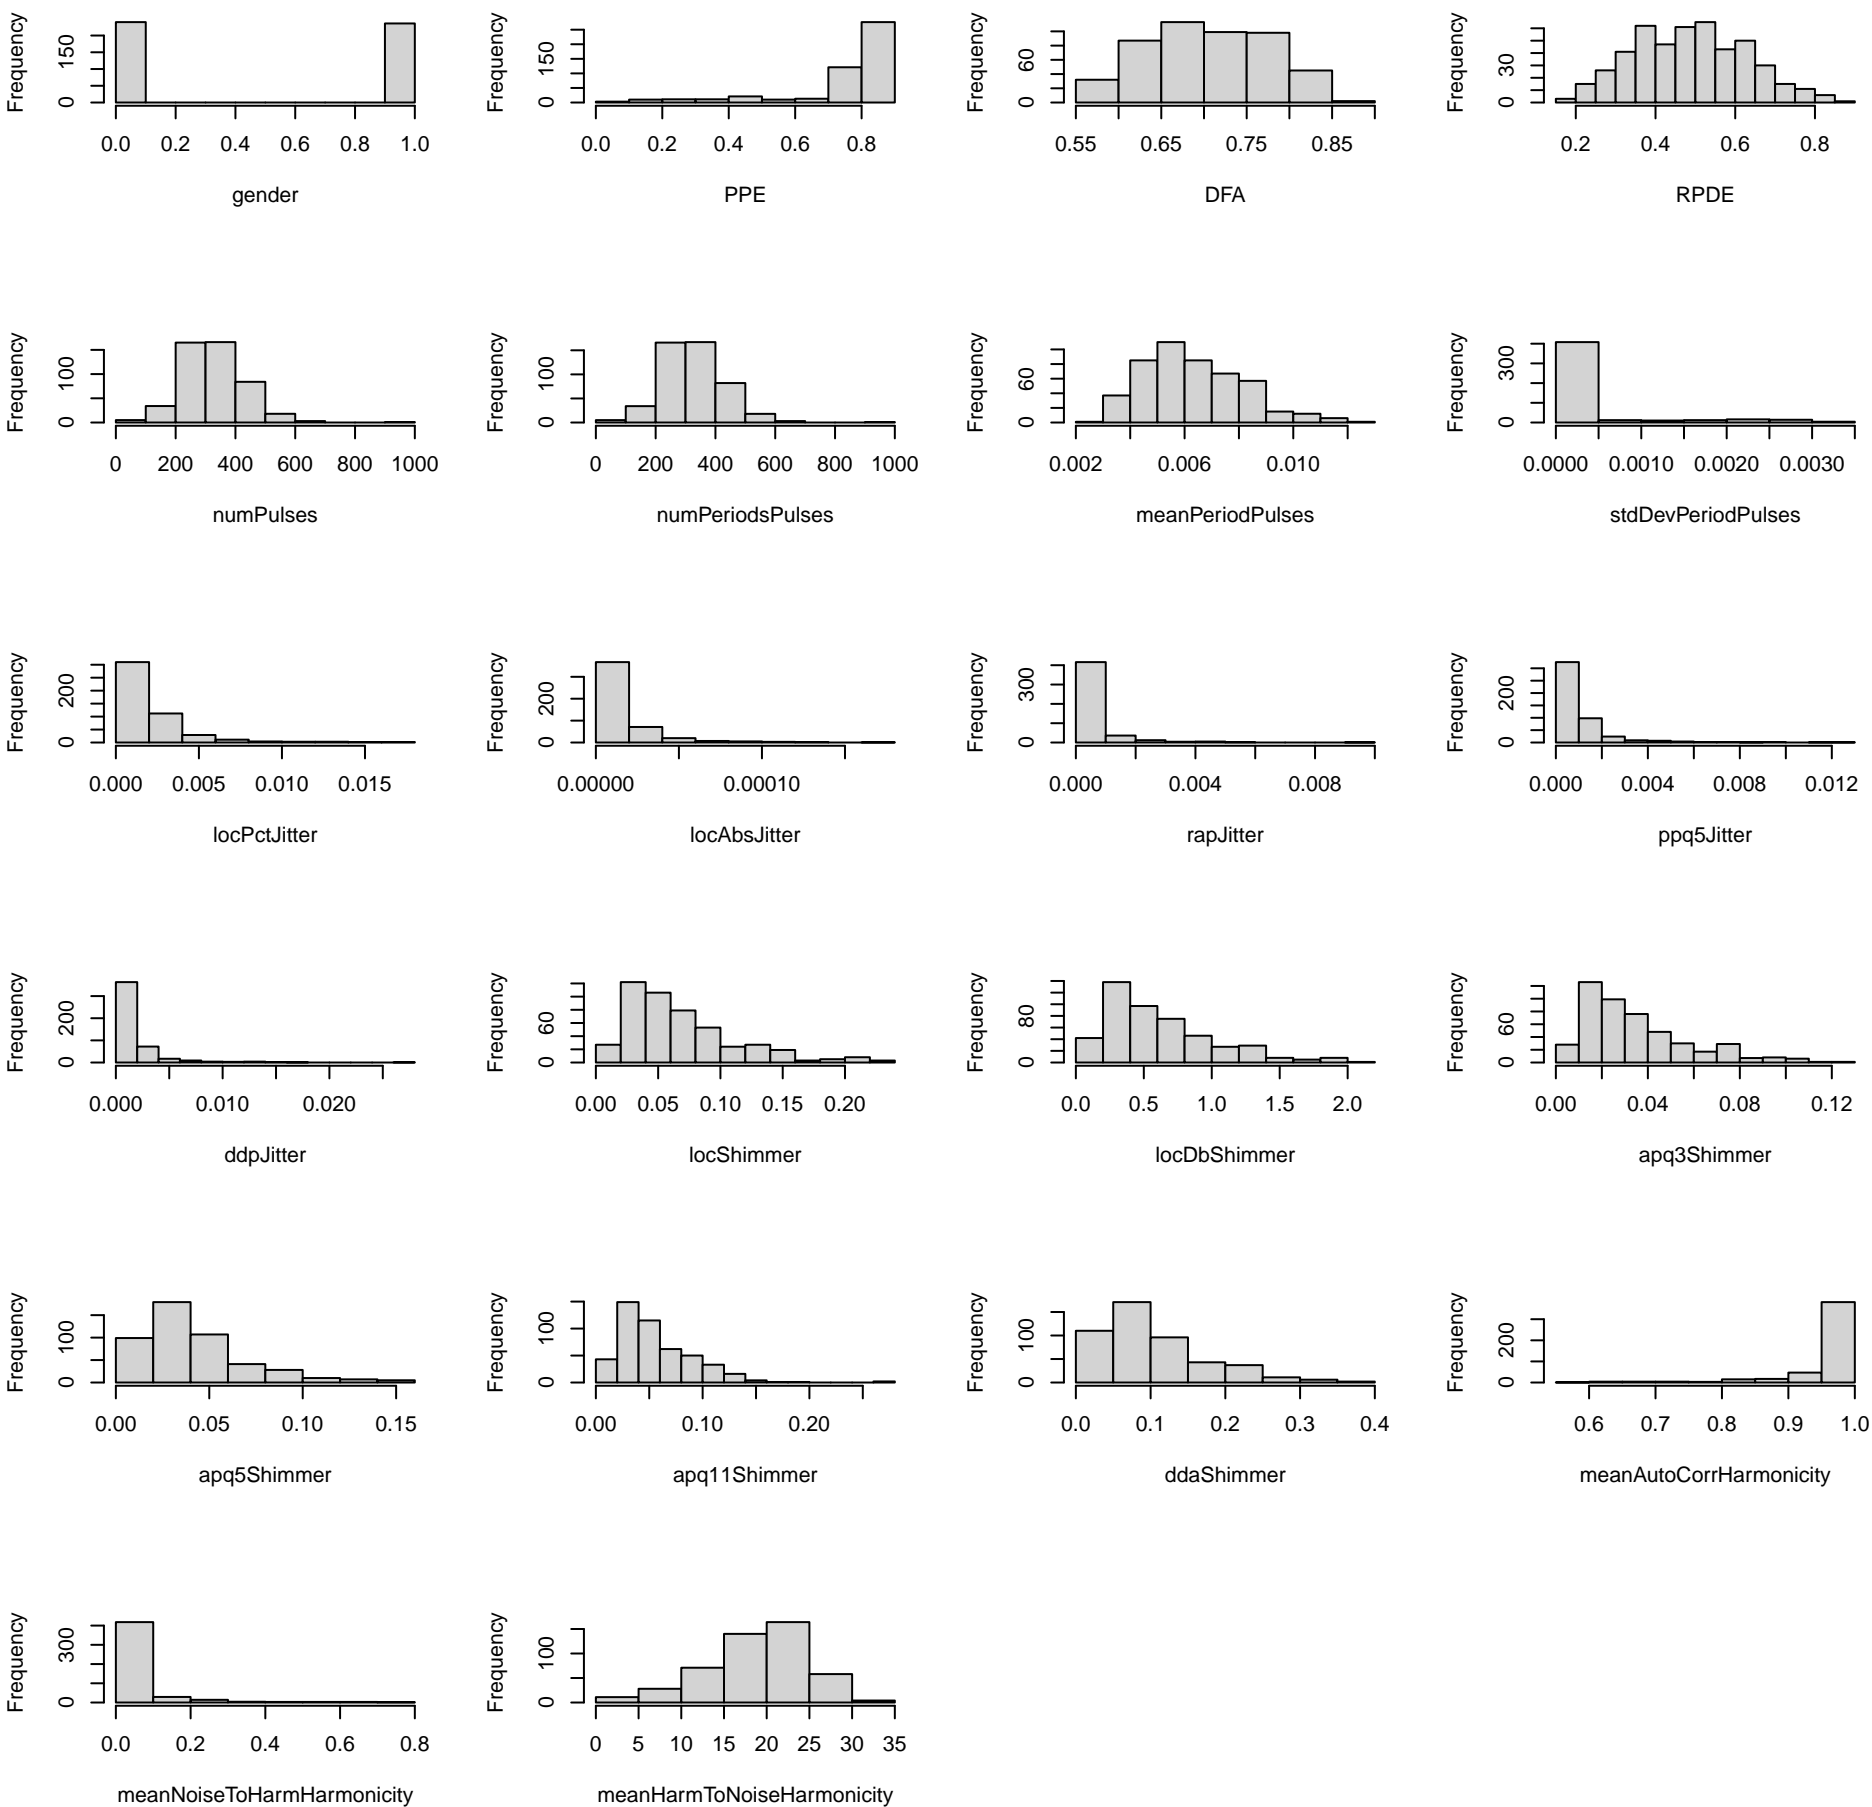 Frequency
0 150
0.0 0.2 0.4 0.6 0.8 1.0
gender
Frequency
0 150
0.0 0.2 0.4 0.6 0.8
PPE
Frequency
0 60
0.55 0.65 0.75 0.85
DFA
Frequency
0 30
0.2 0.4 0.6 0.8
RPDE
Frequency
0 100
0 200 400 600 800 1000
numPulses
Frequency
0 100
0 200 400 600 800 1000
numPeriodsPulses
Frequency
0 60
0.002 0.006 0.010
meanPeriodPulses
Frequency
0 300
0.0000 0.0010 0.0020 0.0030
stdDevPeriodPulses
Frequency
0 200
0.000 0.005 0.010 0.015
locPctJitter
Frequency
0 200
0.00000 0.00010
locAbsJitter
Frequency
0 300
0.000 0.004 0.008
rapJitter
Frequency
0 200
0.000 0.004 0.008 0.012
ppq5Jitter
Frequency
0 200
0.000 0.010 0.020
ddpJitter
Frequency
0 60
0.00 0.05 0.10 0.15 0.20
locShimmer
Frequency
0 80
0.0 0.5 1.0 1.5 2.0
locDbShimmer
Frequency
0 60
0.00 0.04 0.08 0.12
apq3Shimmer
Frequency
0 100
0.00 0.05 0.10 0.15
apq5Shimmer
Frequency
0 100
0.00 0.10 0.20
apq11Shimmer
Frequency
0 100
0.0 0.1 0.2 0.3 0.4
ddaShimmer
Frequency
0 200
0.6 0.7 0.8 0.9 1.0
meanAutoCorrHarmonicity
Frequency
0 300
0.0 0.2 0.4 0.6 0.8
meanNoiseToHarmHarmonicity
Frequency
0 100
0 5 10 15 20 25 30 35
meanHarmToNoiseHarmonicity